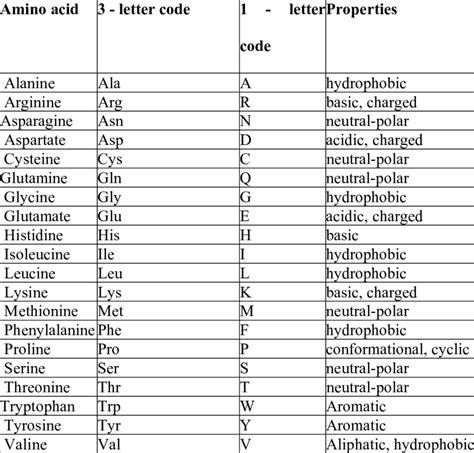 Amino acid 3 - letter code 1 - letter Properties
code
Alanine Ala A hydrophobic
Arginine Arg R basic, charged
Asparagine Asn N neutral-polar
Aspartate Asp D acidic, charged
Cysteine Cys C neutral-polar
Glutamine Gln Q neutral-polar
Glycine Gly G hydrophobic
Glutamate Glu E acidic, charged
Histidine His H basic
Isoleucine Ile I hydrophobic
Leucine Leu L hydrophobic
Lysine Lys K basic, charged
Methionine Met M neutral-polar
Phenylalanine Phe F hydrophobic
Proline Pro P conformational, cyclic
Serine Ser S neutral-polar
Threonine Thr T neutral-polar
Tryptophan Trp W Aromatic
Tyrosine Tyr Y Aromatic
Valine Val V Aliphatic, hydrophobic